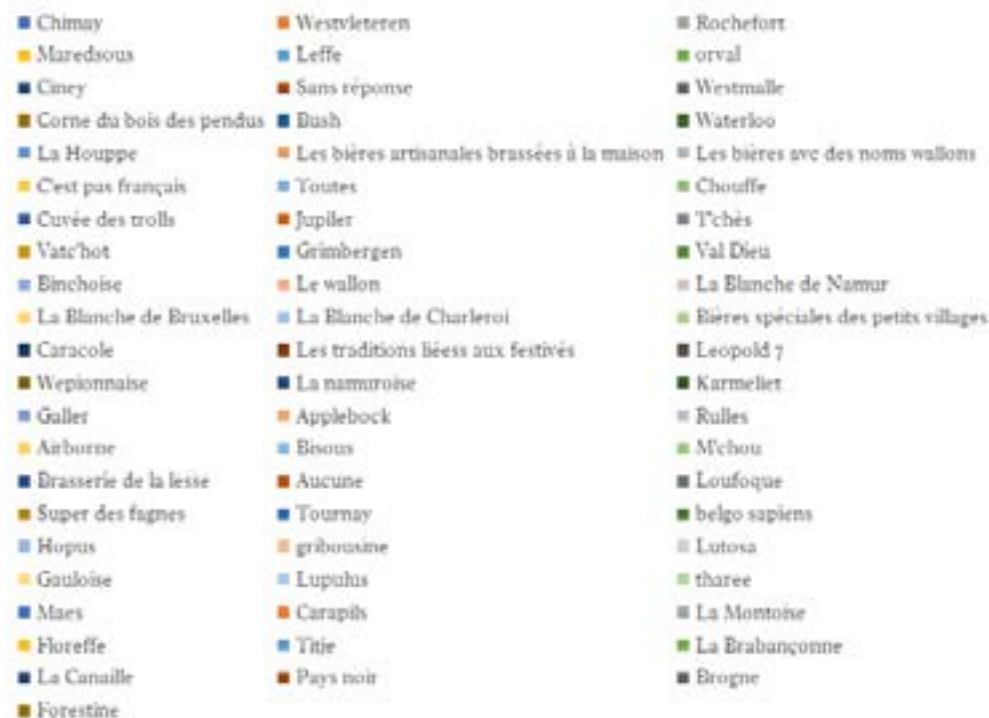 Chimay Westvleteren Rochefort
Maredsous Leffe orval
Ciney Sans réponse Westmalle
Corne du bois des pendus Bush Waterloo
La Houppe Les bières artisanales brassées à la maison Les bières avc des noms wallons
C'est pas français Toutes Chouffe
Cuvée des trolls Jupiler T'chès
Vatc'hot Grimbergen Val Dieu
Binchoise Le wallon La Blanche de Namur
La Blanche de Bruxelles La Blanche de Charleroi Bières spéciales des petits villages
Caracole Les traditions liéess aux festivés Leopold 7
Wepionnaise La namuroise Karmeliet
Galler Applebock Rulles
Airborne Bisous M'chou
Brasserie de la lesse Aucune Loufoque
Super des fagnes Tournay belgo sapiens
Hopus gribousine Lutosa
Gauloise Lupulus tharee
Maes Carapils La Montoise
Floreffe Titje La Brabançonne
La Canaille Pays noir Brogne
Forestine